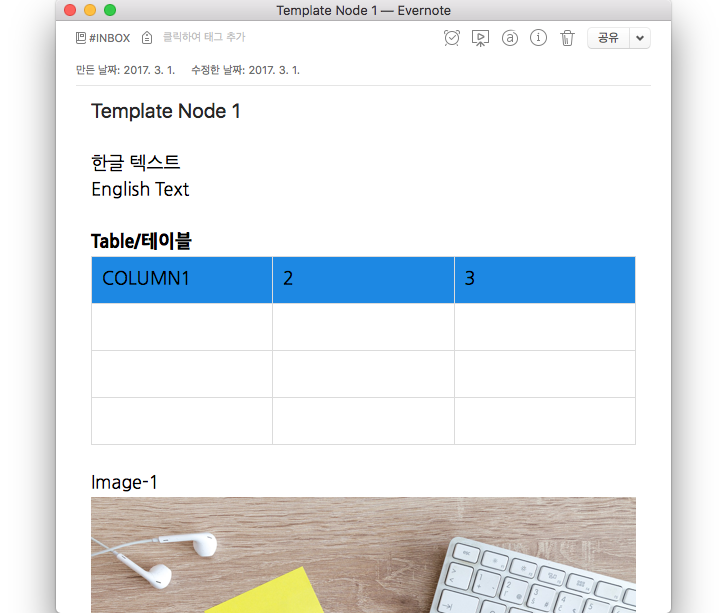 Template Node 1 — Evernote
#INBOX 클릭하여 태그 추가 공유
만든 날짜: 2017. 3. 1. 수정한 날짜: 2017. 3. 1.
Template Node 1
한글 텍스트
English Text
Table/테이블
COLUMN1 2 3
Image-1